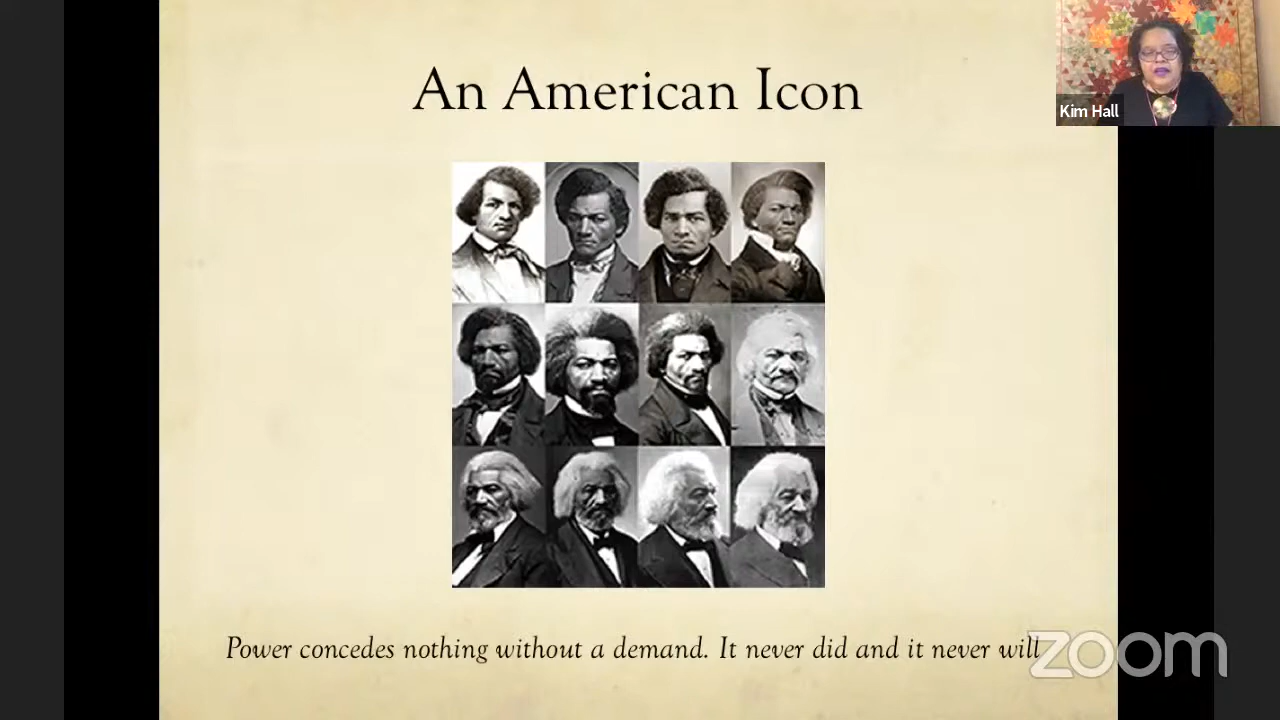 An American Icon
Kim Hall
Power concedes nothing without a demand. It never did and it never will
zoom